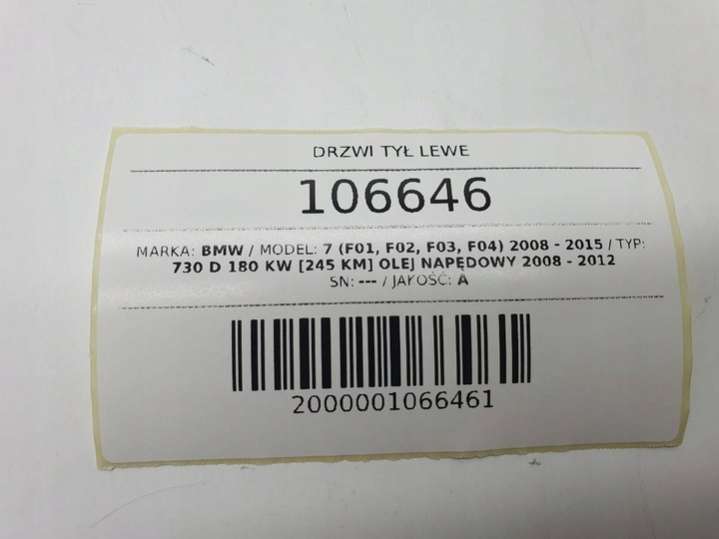 DRZWI TYŁ LEWE
106646
MARKA: BMW / MODEL: 7 (F01, F02, F03, F04) 2008 - 2015 / TYP:
730 D 180 KW [245 KM] OLEJ NAPĘDOWY 2008 - 2012
SN: --- / JAKOŚĆ: A
2000001066461